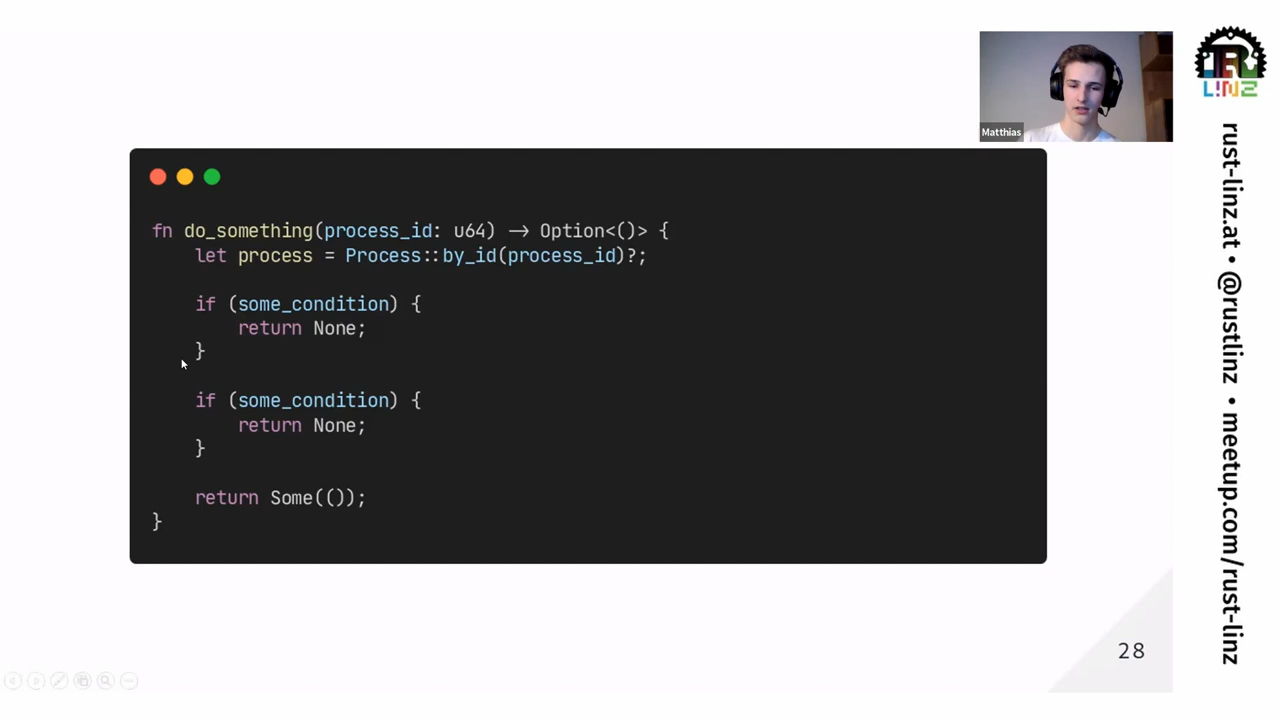 fn do_something(process_id: u64) -> Option<()> {
    let process = Process::by_id(process_id)?;
    if (some_condition) {
        return None;
    }
    if (some_condition) {
        return None;
    }
    return Some(());
}
Matthias
R
L!NZ
rust-linz.at • @rustlinz • meetup.com/rust-linz
28